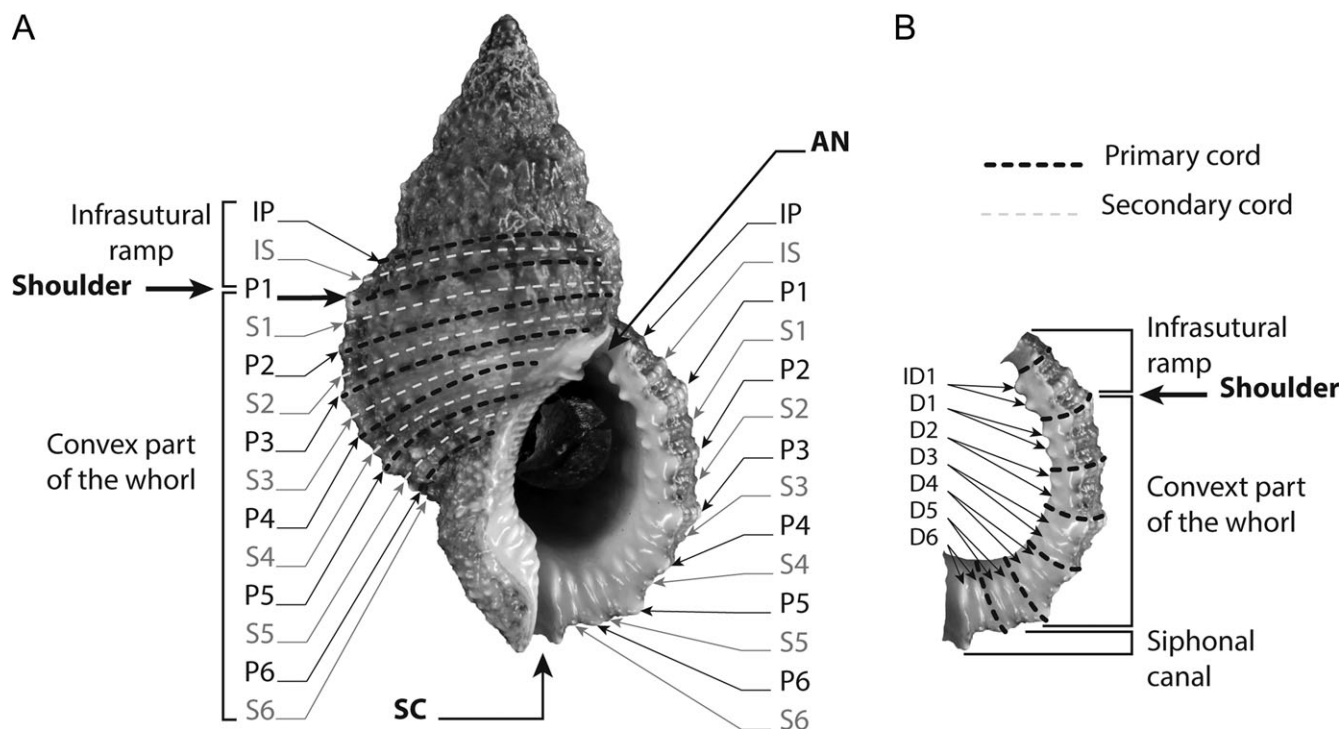 A
Infrasutural
ramp
Shoulder
Convex part
of the whorl
IP
IS
P1
S1
P2
S2
P3
S3
P4
S4
P5
S5
P6
S6
SC
AN
IP
IS
P1
S1
P2
S2
P3
S3
P4
S4
P5
S5
P6
S6
B
Primary cord
Secondary cord
ID1
D1
D2
D3
D4
D5
D6
Infrasutural
ramp
Shoulder
Convext part
of the whorl
Siphonal
canal